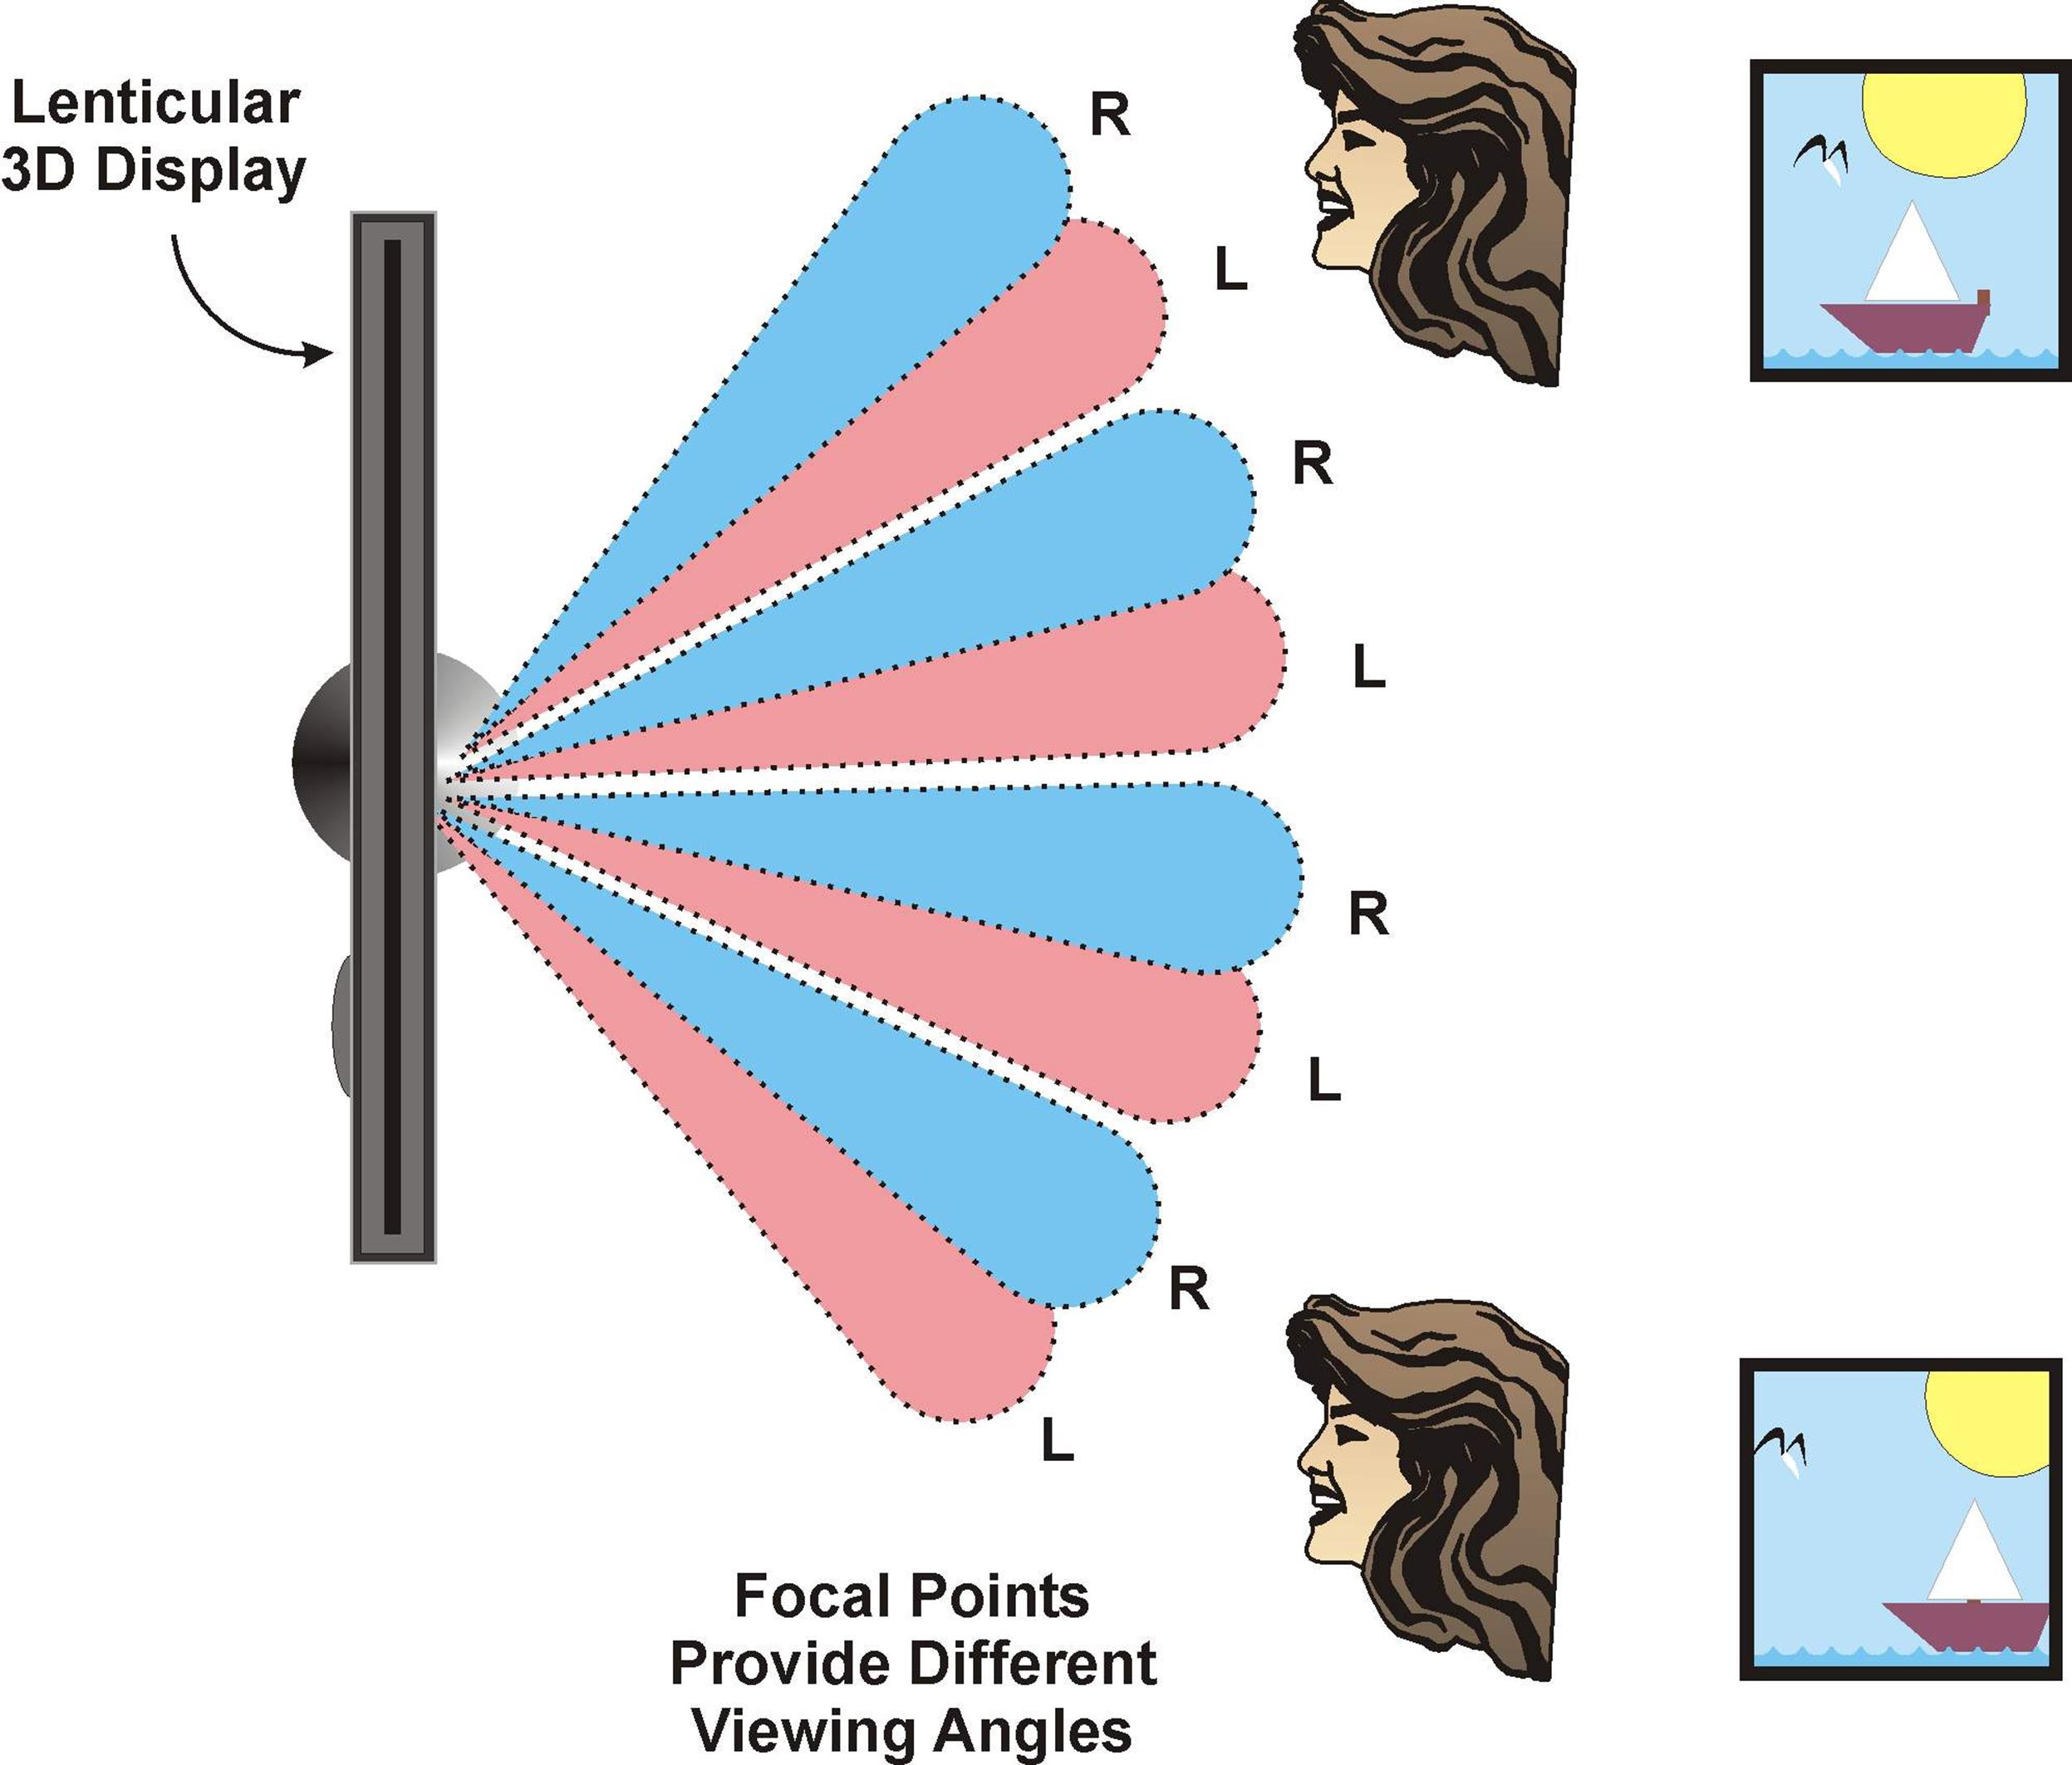 Lenticular
3D Display
R
L
R
L
R
L
R
L
Focal Points
Provide Different
Viewing Angles